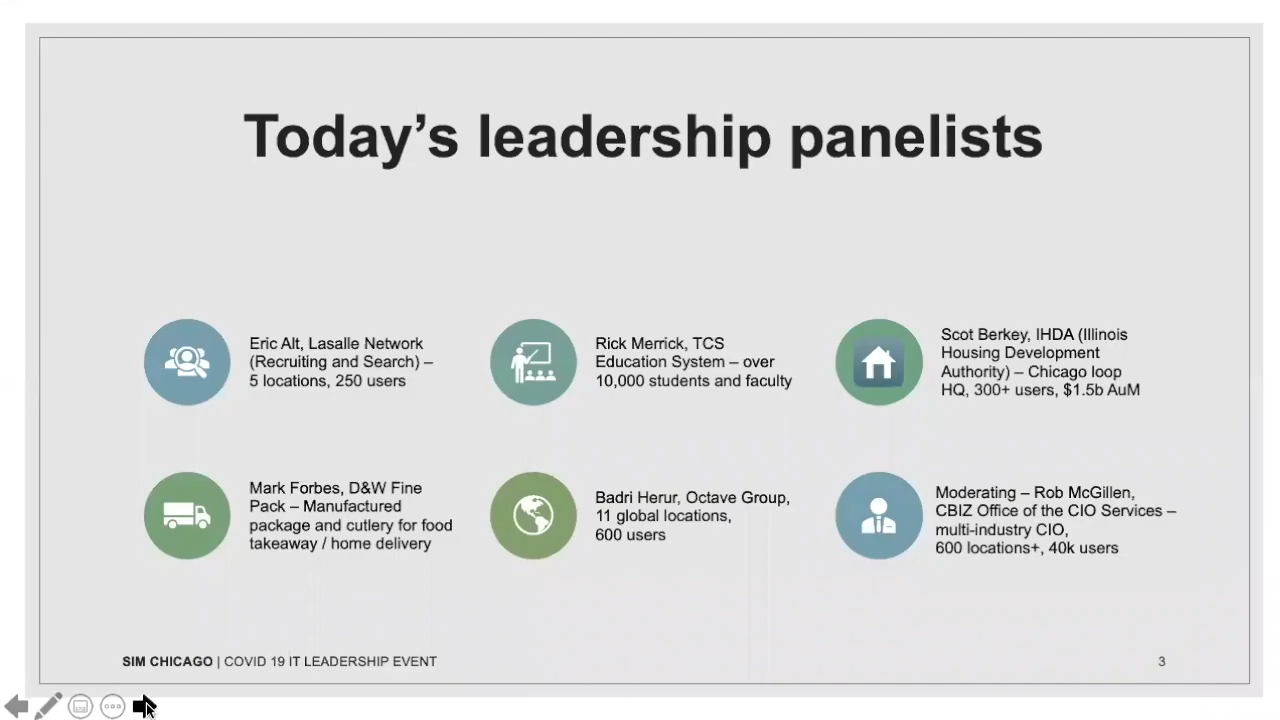 Today’s leadership panelists
Eric Alt, Lasalle Network
(Recruiting and Search) –
5 locations, 250 users
Rick Merrick, TCS
Education System – over
10,000 students and faculty
Scot Berkey, IHDA (Illinois
Housing Development
Authority) – Chicago loop
HQ, 300+ users, $1.5b AuM
Mark Forbes, D&W Fine
Pack – Manufactured
package and cutlery for food
takeaway / home delivery
Badri Herur, Octave Group,
11 global locations,
600 users
Moderating – Rob McGillen,
CBIZ Office of the CIO Services –
multi-industry CIO,
600 locations+, 40k users
SIM CHICAGO | COVID 19 IT LEADERSHIP EVENT
3